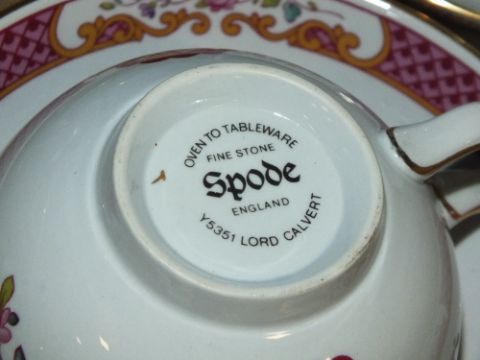 OVEN TO TABLEWARE
FINE STONE
Spode
ENGLAND
Y5351 LORD CALVERT